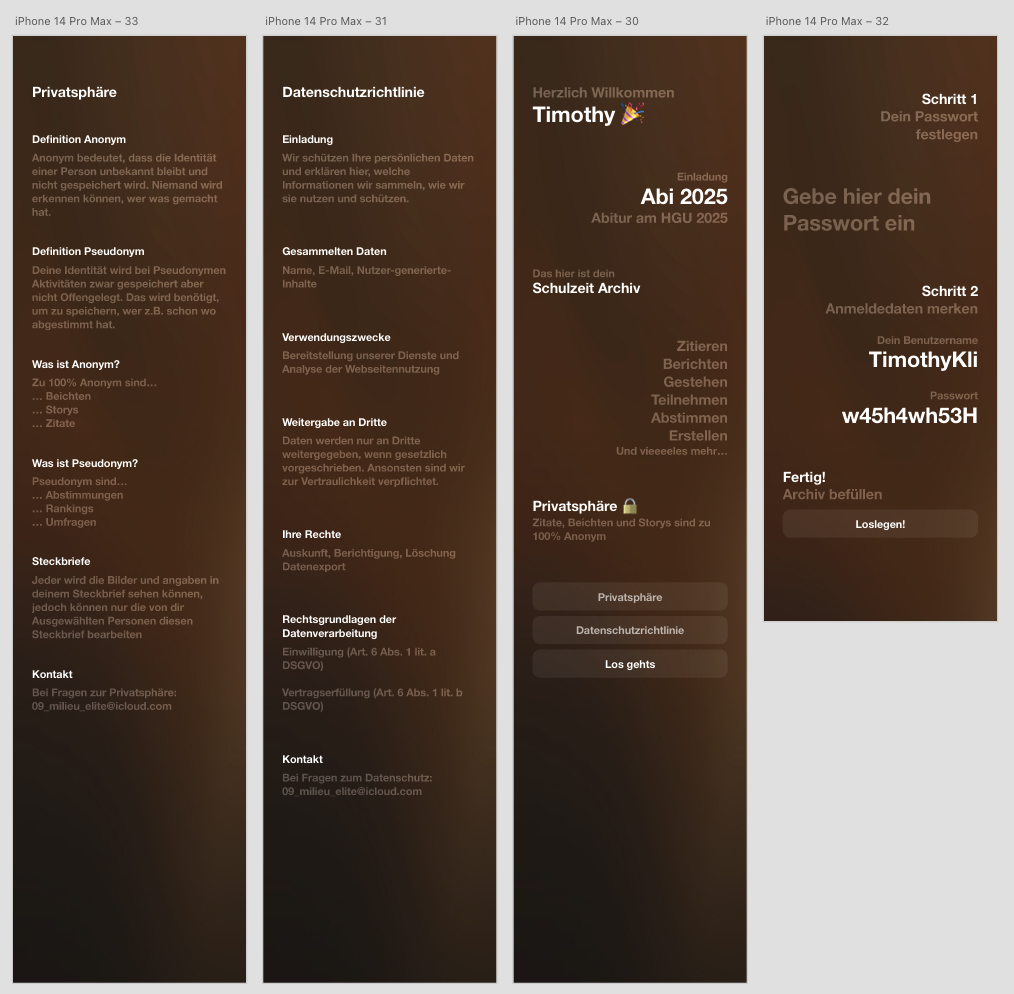 iPhone 14 Pro Max – 33
Privatsphäre
Definition Anonym
Anonym bedeutet, dass die Identität
einer Person unbekannt bleibt und
nicht gespeichert wird. Niemand wird
erkennen können, wer was gemacht
hat.
Definition Pseudonym
Deine Identität wird bei Pseudonymen
Aktivitäten zwar gespeichert aber
nicht Offengelegt. Das wird benötigt,
um zu speichern, wer z.B. schon wo
abgestimmt hat.
Was ist Anonym?
Zu 100% Anonym sind…
… Beichten
… Storys
… Zitate
Was ist Pseudonym?
Pseudonym sind…
… Abstimmungen
… Rankings
… Umfragen
Steckbriefe
Jeder wird die Bilder und angaben in
deinem Steckbrief sehen können,
jedoch können nur die von dir
Ausgewählten Personen diesen
Steckbrief bearbeiten
Kontakt
Bei Fragen zur Privatsphäre:
09_milieu_elite@icloud.com
iPhone 14 Pro Max – 31
Datenschutzrichtlinie
Einladung
Wir schützen Ihre persönlichen Daten
und erklären hier, welche
Informationen wir sammeln, wie wir
sie nutzen und schützen.
Gesammelten Daten
Name, E-Mail, Nutzer-generierte-
Inhalte
Verwendungszwecke
Bereitstellung unserer Dienste und
Analyse der Webseitennutzung
Weitergabe an Dritte
Daten werden nur an Dritte
weitergegeben, wenn gesetzlich
vorgeschrieben. Ansonsten sind wir
zur Vertraulichkeit verpflichtet.
Ihre Rechte
Auskunft, Berichtigung, Löschung
Datenexport
Rechtsgrundlagen der
Datenverarbeitung
Einwilligung (Art. 6 Abs. 1 lit. a
DSGVO)
Vertragserfüllung (Art. 6 Abs. 1 lit. b
DSGVO)
Kontakt
Bei Fragen zum Datenschutz:
09_milieu_elite@icloud.com
iPhone 14 Pro Max – 30
Herzlich Willkommen
Timothy 🎉
Einladung
Abi 2025
Abitur am HGU 2025
Das hier ist dein
Schulzeit Archiv
Zitieren
Berichten
Gestehen
Teilnehmen
Abstimmen
Erstellen
Und vieeeeles mehr…
Privatsphäre 🔒
Zitate, Beichten und Storys sind zu
100% Anonym
Privatsphäre
Datenschutzrichtlinie
Los gehts
iPhone 14 Pro Max – 32
Schritt 1
Dein Passwort
festlegen
Gebe hier dein
Passwort ein
Schritt 2
Anmeldedaten merken
Dein Benutzername
TimothyKli
Passwort
w45h4wh53H
Fertig!
Archiv befüllen
Loslegen!